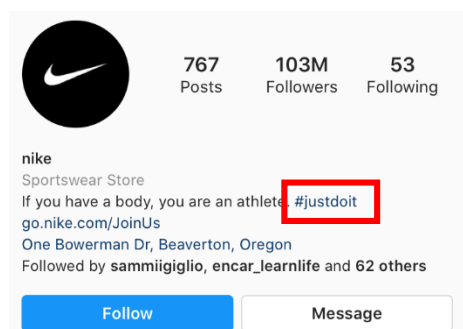 767 103M 53
Posts Followers Following
nike
Sportswear Store
If you have a body, you are an athlete. #justdoit
go.nike.com/JoinUs
One Bowerman Dr, Beaverton, Oregon
Followed by sammiigiglio, encar_learnlife and 62 others
Follow Message